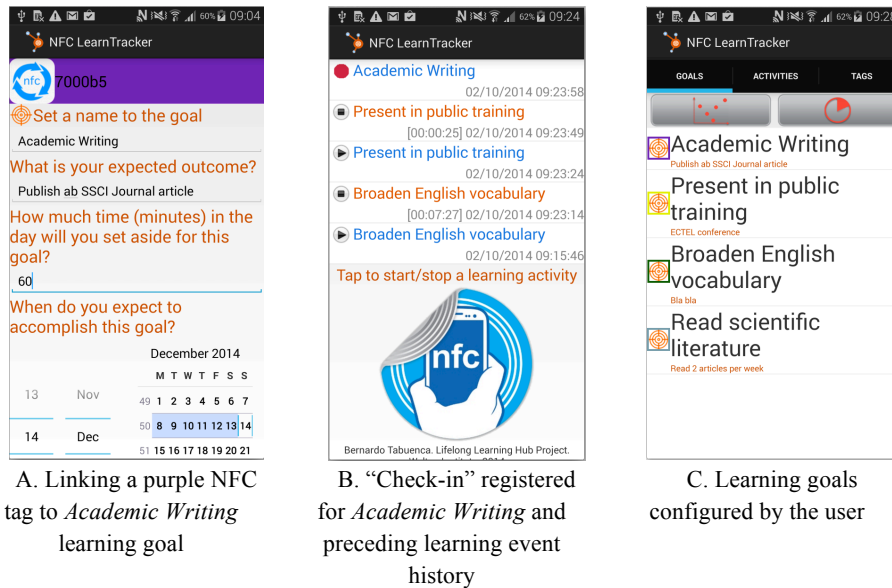 60% 09:04
NFC LearnTracker
nfc
7000b5
Set a name to the goal
Academic Writing
What is your expected outcome?
Publish ab SSCI Journal article
How much time (minutes) in the
day will you set aside for this
goal?
60
When do you expect to
accomplish this goal?
December 2014
M T W T F S S
13 Nov
49 1 2 3 4 5 6 7
14 Dec
50 8 9 10 11 12 13 14
51 15 16 17 18 19 20 21
A. Linking a purple NFC
tag to Academic Writing
learning goal
62% 09:24
NFC LearnTracker
Academic Writing
02/10/2014 09:23:58
Present in public training
[00:00:25] 02/10/2014 09:23:49
Present in public training
02/10/2014 09:23:24
Broaden English vocabulary
[00:07:27] 02/10/2014 09:23:14
Broaden English vocabulary
02/10/2014 09:15:46
Tap to start/stop a learning activity
nfc
Bernardo Tabuenca. Lifelong Learning Hub Project.
B. “Check-in” registered
for Academic Writing and
preceding learning event
history
62%
NFC LearnTracker
GOALS ACTIVITIES TAGS
Academic Writing
Publish ab SSCI Journal article
Present in public
training
ECTEL conference
Broaden English
vocabulary
Bla bla
Read scientific
literature
Read 2 articles per week
C. Learning goals
configured by the user